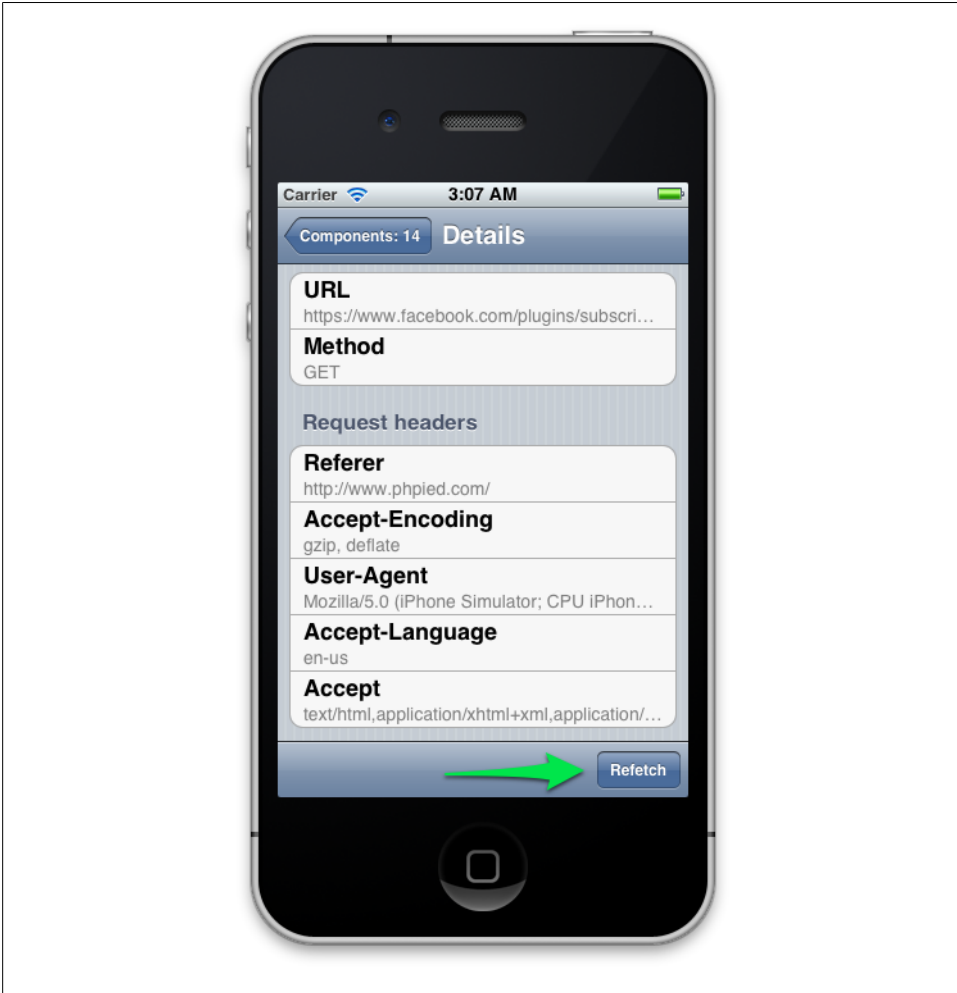 Carrier 3:07 AM
Components: 14 Details
URL
https://www.facebook.com/plugins/subscri...
Method
GET
Request headers
Referer
http://www.phpied.com/
Accept-Encoding
gzip, deflate
User-Agent
Mozilla/5.0 (iPhone Simulator; CPU iPhon...
Accept-Language
en-us
Accept
text/html,application/xhtml+xml,application/...
Refetch